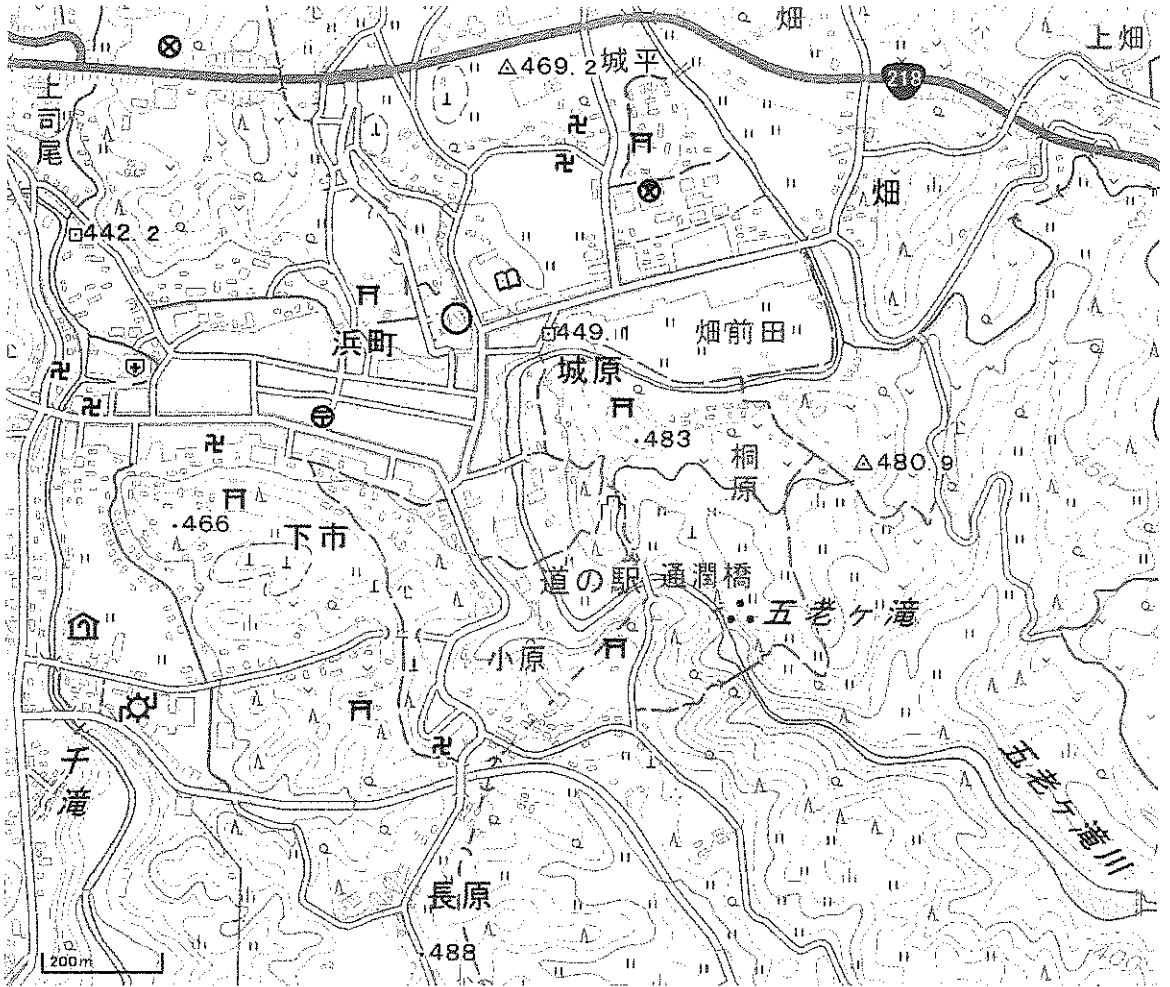 畑
上畑
469.2
城平
218
上司尾
畑
442.2
浜町
449.
畑前田
城原
483
桐原
480.9
466
下市
道の駅
通潤橋
五老ヶ滝
小原
千滝
五老ヶ滝川
長原
488
200m